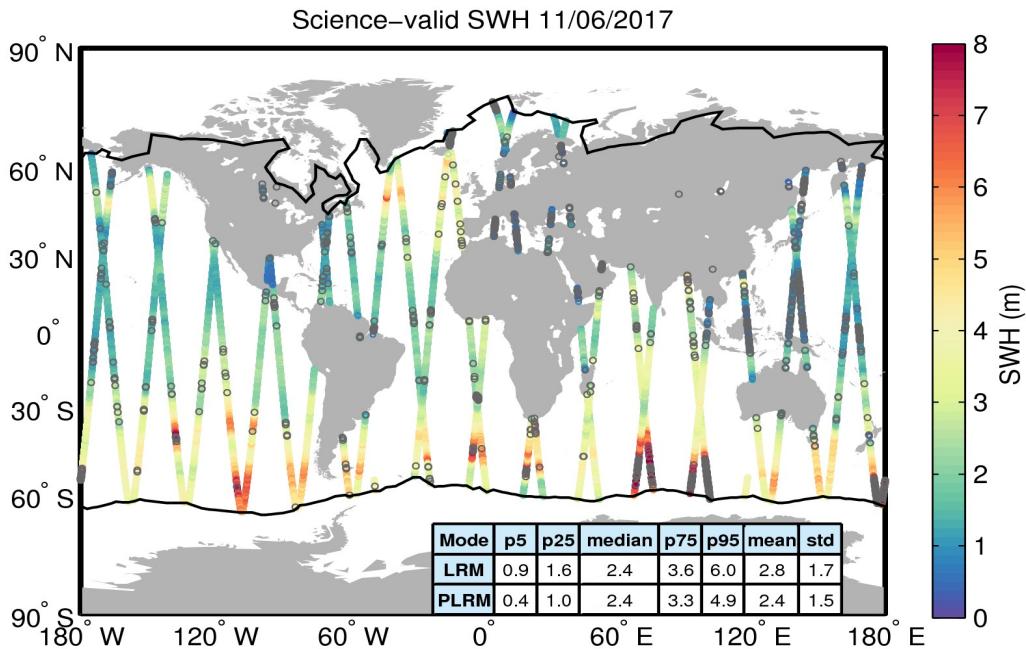 Science−valid SWH 11/06/2017
90° N
60° N
30° N
0°
30° S
60° S
90° S
180° W
120° W
60° W
0°
60° E
120° E
180° E
8
7
6
5
4
3
2
1
0
SWH (m)
Mode p5 p25 median p75 p95 mean std
LRM 0.9 1.6 2.4 3.6 6.0 2.8 1.7
PLRM 0.4 1.0 2.4 3.3 4.9 2.4 1.5